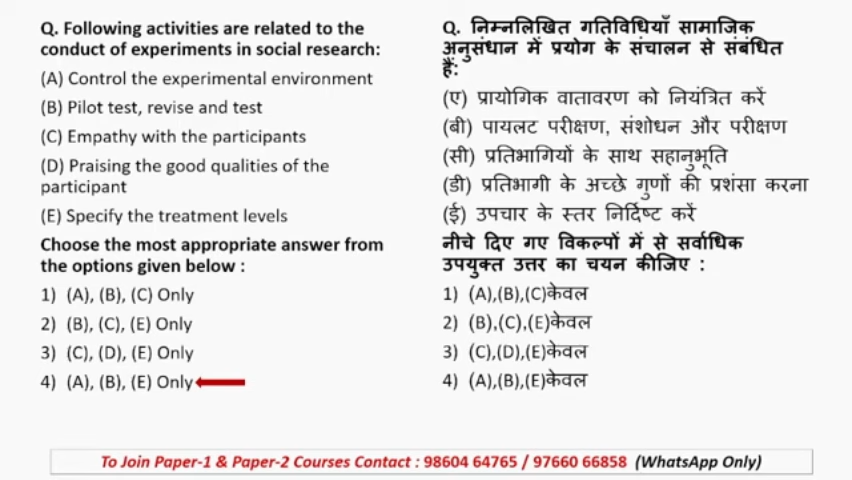 Q. Following activities are related to the
conduct of experiments in social research:
(A) Control the experimental environment
(B) Pilot test, revise and test
(C) Empathy with the participants
(D) Praising the good qualities of the
participant
(E) Specify the treatment levels
Choose the most appropriate answer from
the options given below :
1) (A), (B), (C) Only
2) (B), (C), (E) Only
3) (C), (D), (E) Only
4) (A), (B), (E) Only
Q. निम्नलिखित गतिविधियाँ सामाजिक
अनुसंधान में प्रयोग के संचालन से संबंधित
हैं:
(ए) प्रायोगिक वातावरण को नियंत्रित करें
(बी) पायलट परीक्षण, संशोधन और परीक्षण
(सी) प्रतिभागियों के साथ सहानुभूति
(डी) प्रतिभागी के अच्छे गुणों की प्रशंसा करना
(ई) उपचार के स्तर निर्दिष्ट करें
नीचे दिए गए विकल्पों में से सर्वाधिक
उपयुक्त उत्तर का चयन कीजिए :
1) (A),(B),(C)केवल
2) (B),(C),(E)केवल
3) (C),(D),(E)केवल
4) (A),(B),(E)केवल
To Join Paper-1 & Paper-2 Courses Contact : 98604 64765 / 97660 66858 (WhatsApp Only)